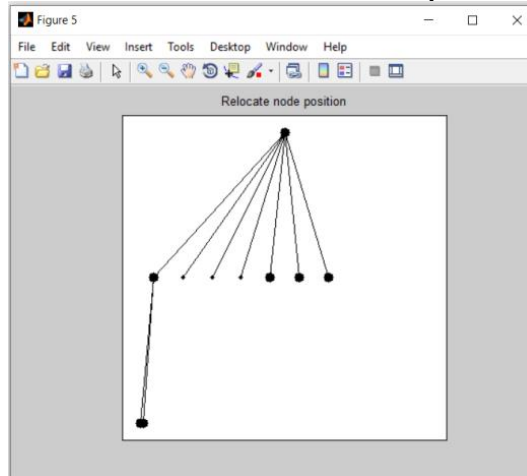 Figure 5
File Edit View Insert Tools Desktop Window Help
Relocate node position